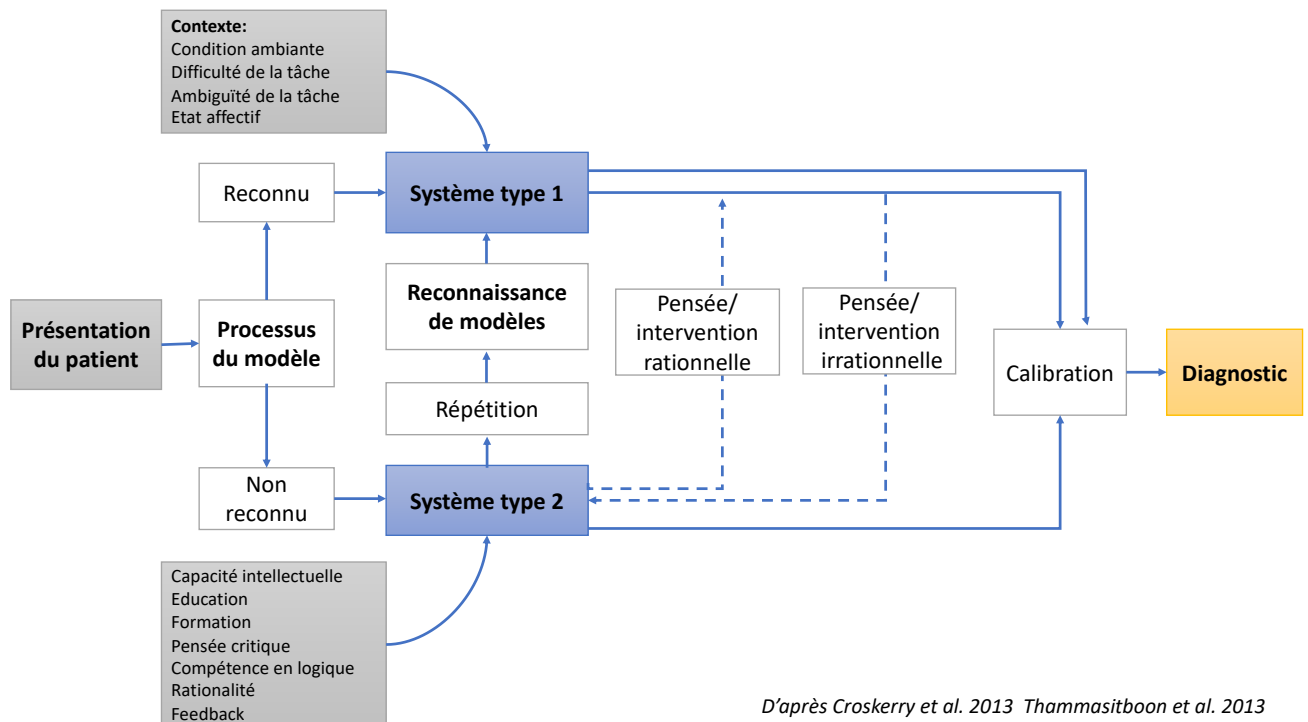 Contexte:
Condition ambiante
Difficulté de la tâche
Ambiguïté de la tâche
Etat affectif
Reconnu
Système type 1
Présentation
du patient
Processus
du modèle
Reconnaissance
de modèles
Pensée/
intervention
rationnelle
Pensée/
intervention
irrationnelle
Calibration
Diagnostic
Répétition
Non
reconnu
Système type 2
Capacité intellectuelle
Education
Formation
Pensée critique
Compétence en logique
Rationalité
Feedback
D'après Croskerry et al. 2013 Thammasitboon et al. 2013